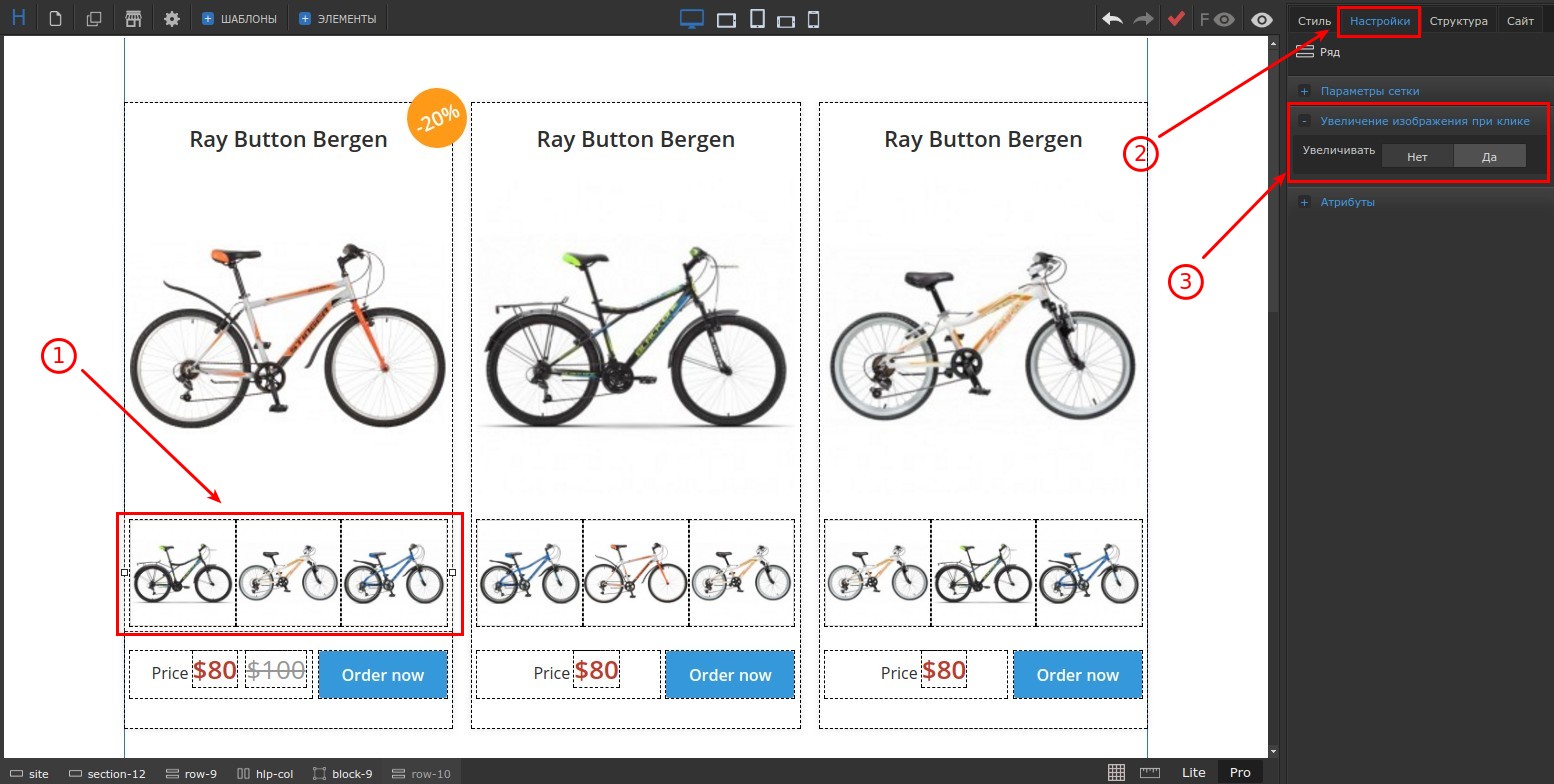 H
ШАБЛОНЫ
ЭЛЕМЕНТЫ
F
Стиль
Настройки
Структура
Сайт
Ряд
Параметры сетки
Увеличение изображения при клике
Увеличивать
Нет
Да
Атрибуты
2
3
1
-20%
Ray Button Bergen
Ray Button Bergen
Ray Button Bergen
STINGER
Price $80 $100
Order now
Price $80
Order now
Price $80
Order now
site
section-12
row-9
hlp-col
block-9
row-10
Lite
Pro